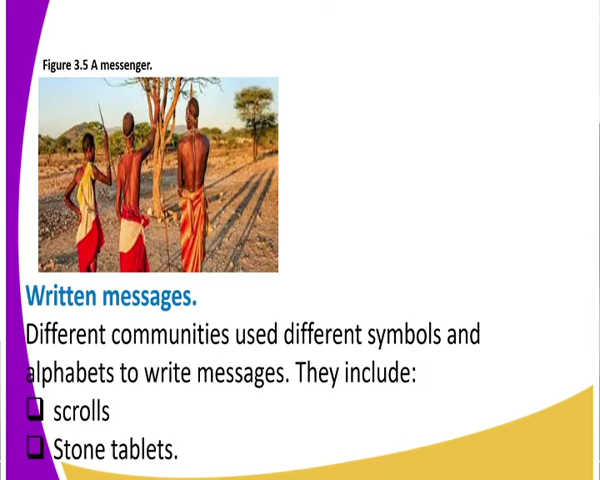 Figure 3.5 A messenger.
Written messages.
Different communities used different symbols and
alphabets to write messages. They include:
scrolls
Stone tablets.